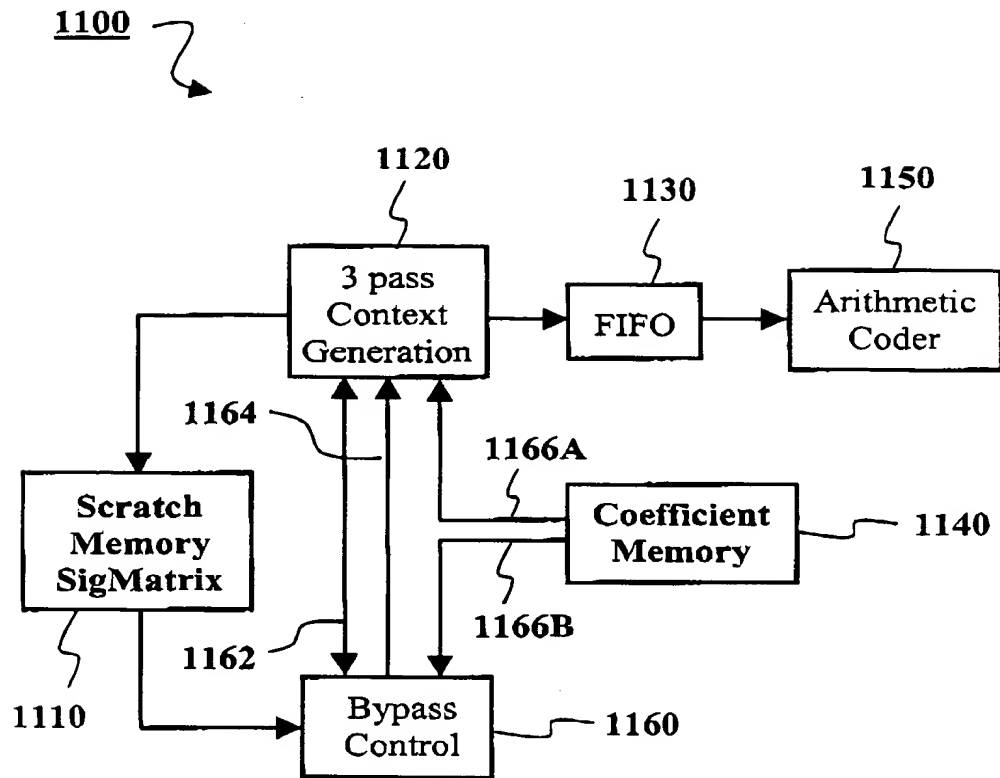 1100
1120
1130
1150
3 pass
Context
Generation
FIFO
Arithmetic
Coder
1164
1166A
Scratch
Memory
SigMatrix
Coefficient
Memory
1140
1166B
1162
1110
Bypass
Control
1160